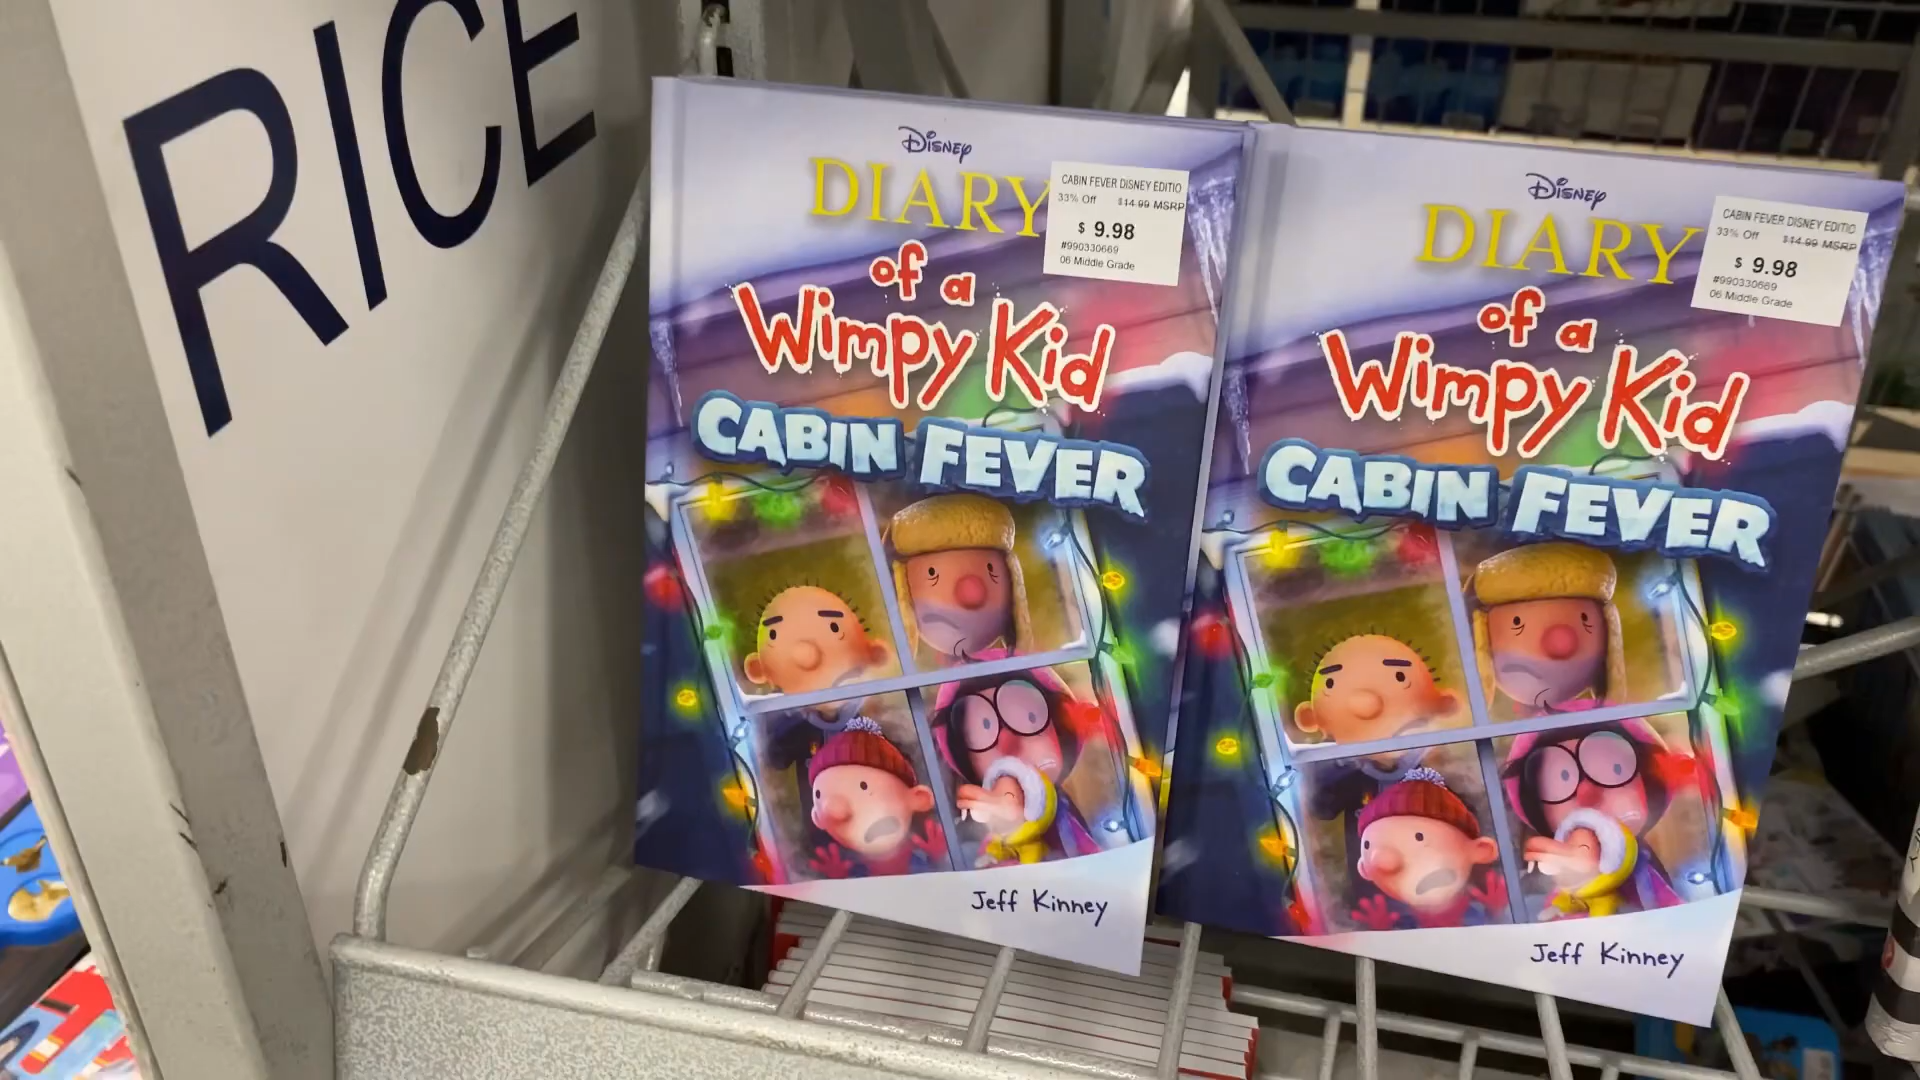 RICE
DISNEY
DIARY
of a
Wimpy Kid
CABIN FEVER
Jeff Kinney
CABIN FEVER DISNEY EDITIO
33% Off $14.99 MSRP
$ 9.98
#990330669
06 Middle Grade
DISNEY
DIARY
of a
Wimpy Kid
CABIN FEVER
Jeff Kinney
CABIN FEVER DISNEY EDITIO
33% Off $14.99 MSRP
$ 9.98
#990330669
06 Middle Grade